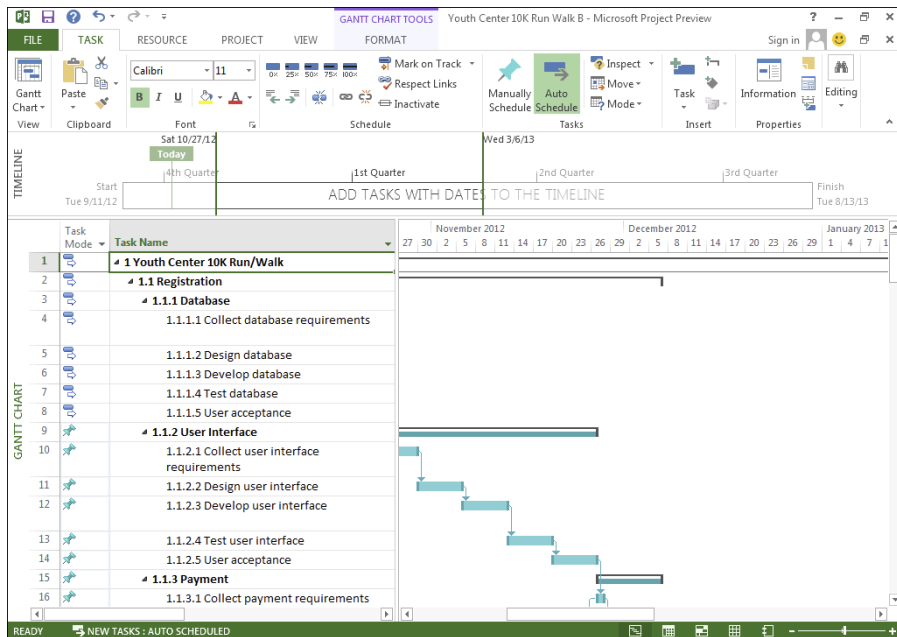 GANTT CHART TOOLS Youth Center 10K Run Walk B - Microsoft Project Preview ?
FILE TASK RESOURCE PROJECT VIEW FORMAT Sign in
Calibri 11 0% 25% 50% 75% 100% Mark on Track Inspect
Respect Links Move
B I U A Inactivate Mode
Gantt Chart Paste Manually Schedule Auto Schedule Task Information Editing
View Clipboard Font Schedule Tasks Insert Properties
Sat 10/27/12 Wed 3/6/13
Today
4th Quarter 1st Quarter 2nd Quarter 3rd Quarter
TIMELINE
Start ADD TASKS WITH DATES TO THE TIMELINE Finish
Tue 9/11/12 Tue 8/13/13
Task Mode Task Name
November 2012 December 2012 January 2013
27 30 2 5 8 11 14 17 20 23 26 29 2 5 8 11 14 17 20 23 26 29 1 4 7 1
GANTT CHART
1 1 Youth Center 10K Run/Walk
2 1.1 Registration
3 1.1.1 Database
4 1.1.1.1 Collect database requirements
5 1.1.1.2 Design database
6 1.1.1.3 Develop database
7 1.1.1.4 Test database
8 1.1.1.5 User acceptance
9 1.1.2 User Interface
10 1.1.2.1 Collect user interface
requirements
11 1.1.2.2 Design user interface
12 1.1.2.3 Develop user interface
13 1.1.2.4 Test user interface
14 1.1.2.5 User acceptance
15 1.1.3 Payment
16 1.1.3.1 Collect payment requirements
READY NEW TASKS : AUTO SCHEDULED